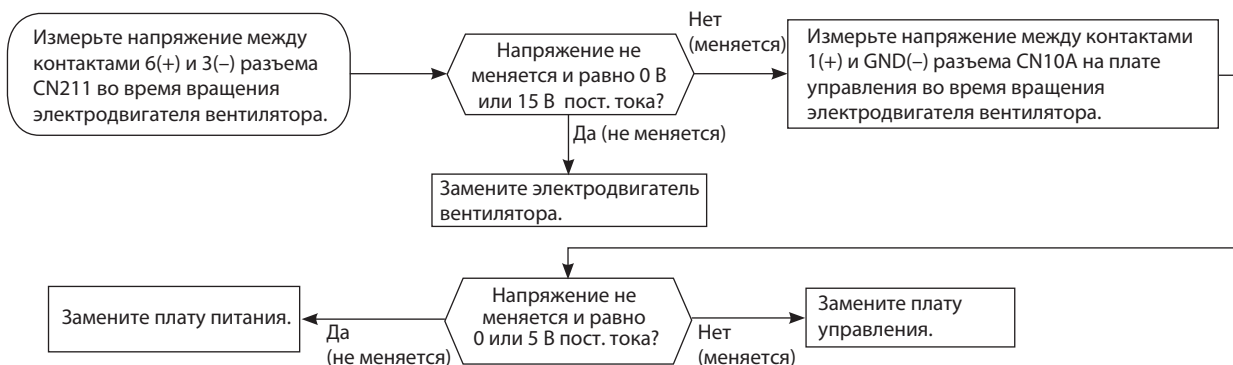 Измерьте напряжение между
контактами 6(+) и 3(–) разъема
CN211 во время вращения
электродвигателя вентилятора.
Напряжение не
меняется и равно 0 В
или 15 В пост. тока?
Нет
(меняется)
Измерьте напряжение между контактами
1(+) и GND(–) разъема CN10A на плате
управления во время вращения
электродвигателя вентилятора.
Да (не меняется)
Замените электродвигатель
вентилятора.
Напряжение не
меняется и равно
0 или 5 В пост. тока?
Да
(не меняется)
Замените плату питания.
Нет
(меняется)
Замените плату
управления.